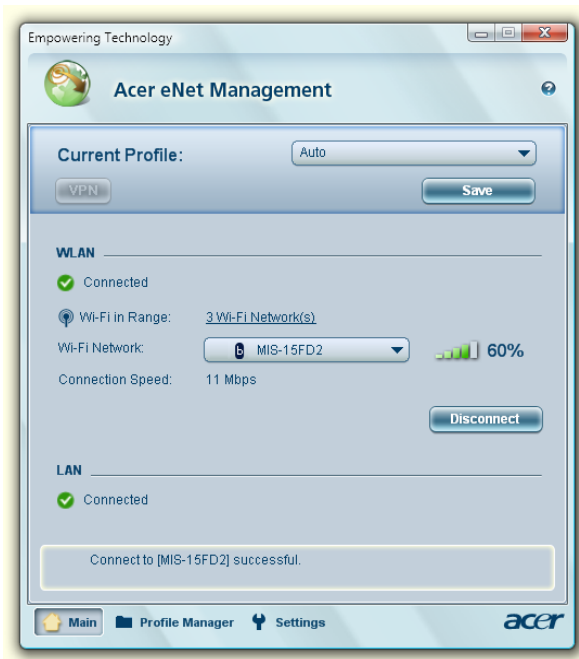 Empowering Technology
Acer eNet Management
Current Profile:
Auto
VPN
Save
WLAN
Connected
Wi-Fi in Range:
3 Wi-Fi Network(s)
Wi-Fi Network:
b MIS-15FD2
60%
Connection Speed:
11 Mbps
Disconnect
LAN
Connected
Connect to [MIS-15FD2] successful.
Main
Profile Manager
Settings
acer